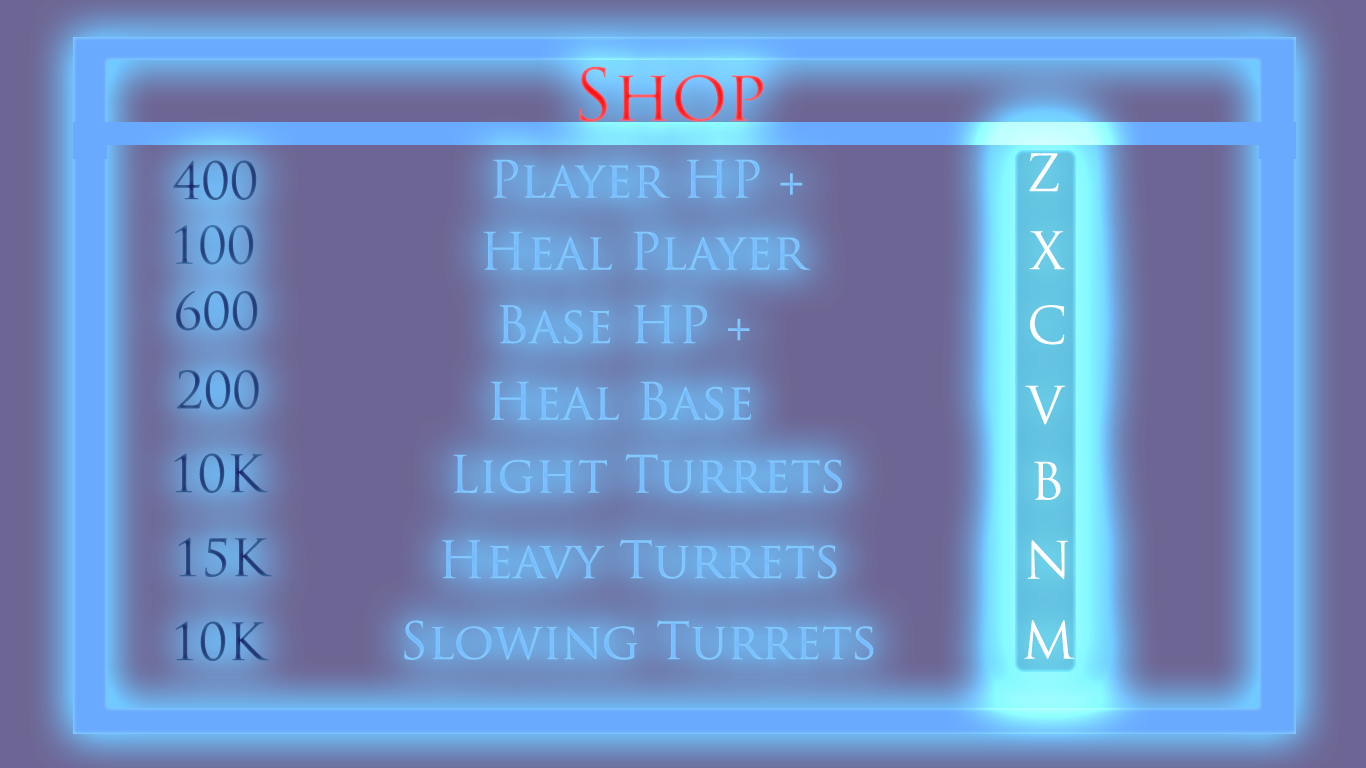 Shop
400 Player HP + Z
100 Heal Player X
600 Base HP + C
200 Heal Base V
10K Light Turrets B
15K Heavy Turrets N
10K Slowing Turrets M